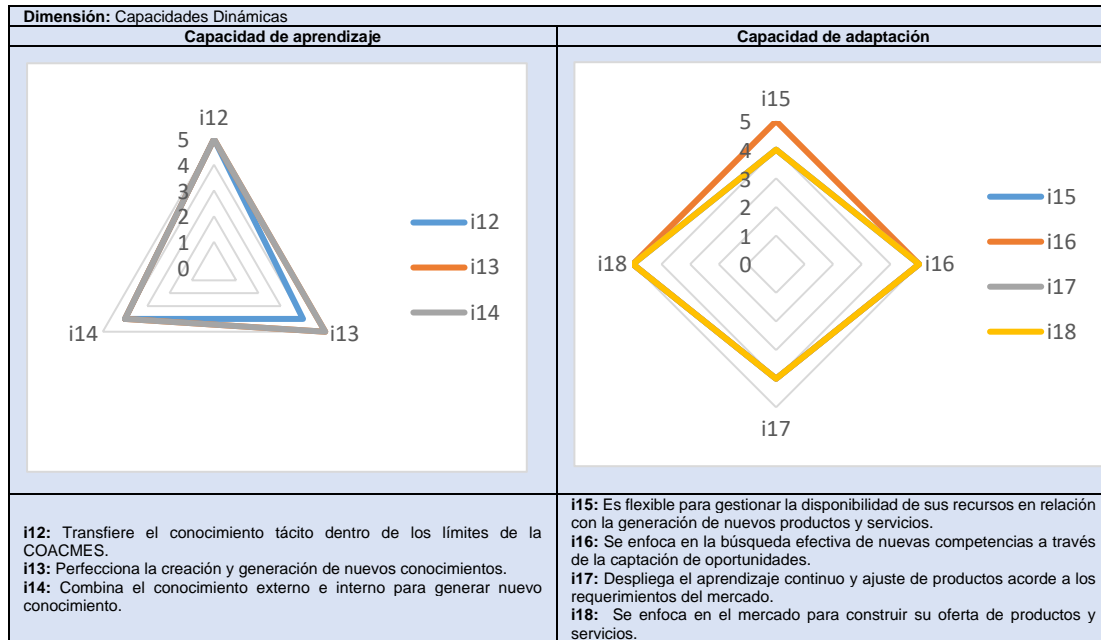 Dimensión: Capacidades Dinámicas
Capacidad de aprendizaje
Capacidad de adaptación
i12
5
4
3
2
1
0
i14
i13
i12
i13
i14
i15
5
4
3
2
1
0
i18
i16
i17
i15
i16
i17
i18
i12: Transfiere el conocimiento tácito dentro de los límites de la
COACMES.
i13: Perfecciona la creación y generación de nuevos conocimientos.
i14: Combina el conocimiento externo e interno para generar nuevo
conocimiento.
i15: Es flexible para gestionar la disponibilidad de sus recursos en relación
con la generación de nuevos productos y servicios.
i16: Se enfoca en la búsqueda efectiva de nuevas competencias a través
de la captación de oportunidades.
i17: Despliega el aprendizaje continuo y ajuste de productos acorde a los
requerimientos del mercado.
i18: Se enfoca en el mercado para construir su oferta de productos y
servicios.